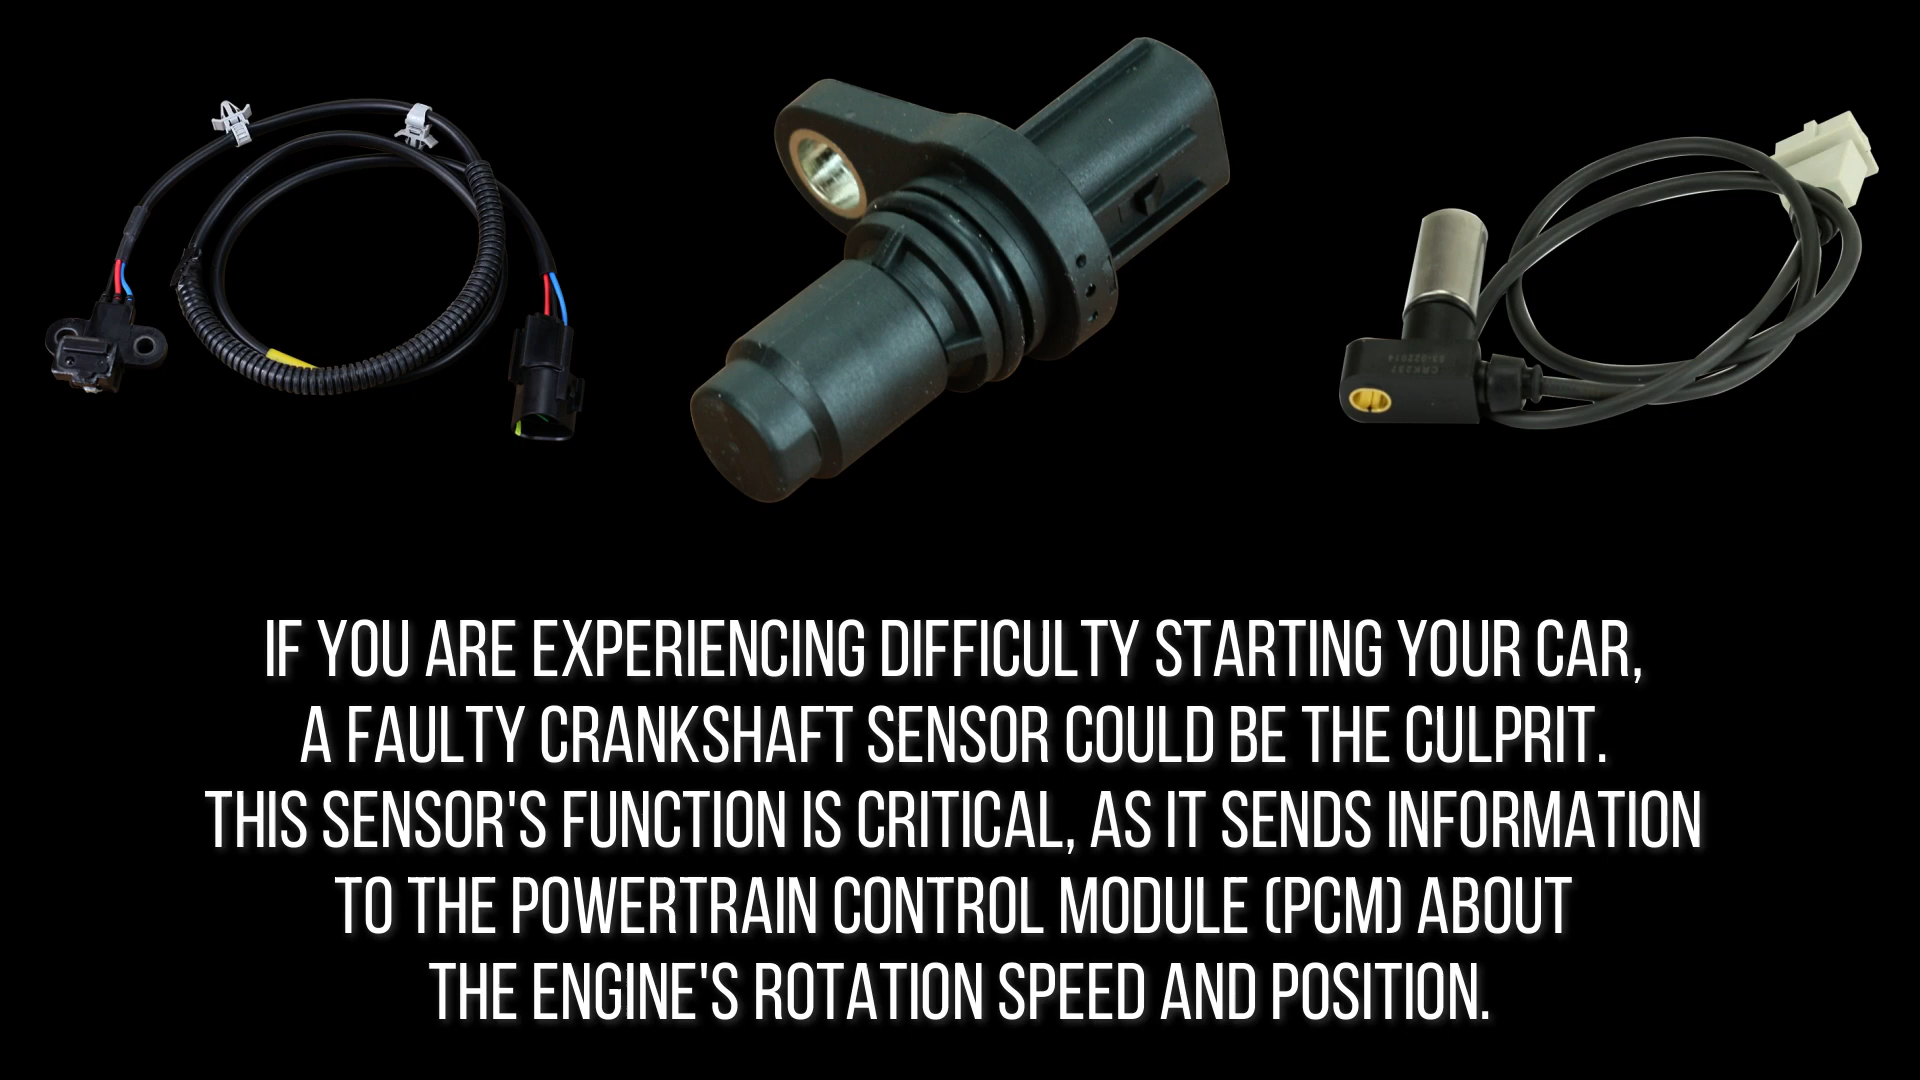 IF YOU ARE EXPERIENCING DIFFICULTY STARTING YOUR CAR,
A FAULTY CRANKSHAFT SENSOR COULD BE THE CULPRIT.
THIS SENSOR'S FUNCTION IS CRITICAL, AS IT SENDS INFORMATION
TO THE POWERTRAIN CONTROL MODULE (PCM) ABOUT
THE ENGINE'S ROTATION SPEED AND POSITION.